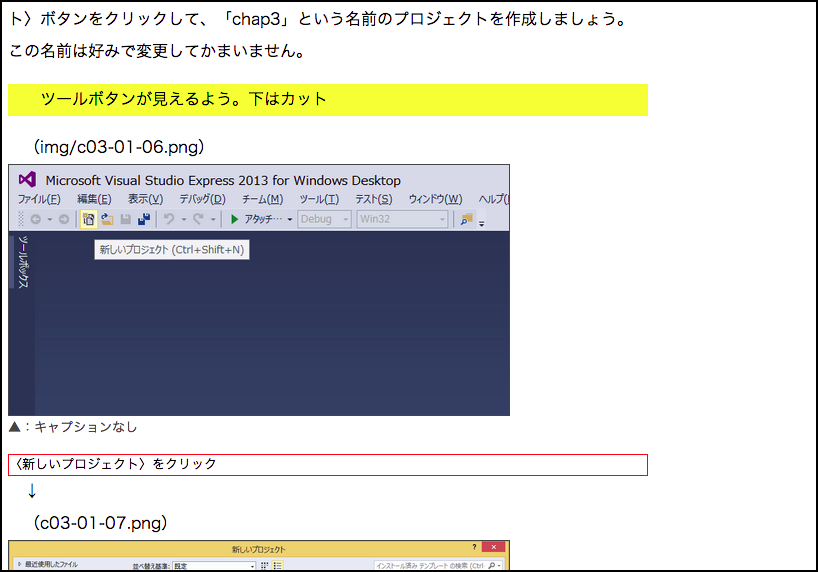 ト〉ボタンをクリックして、「chap3」という名前のプロジェクトを作成しましょう。
この名前は好みで変更してかまいません。
ツールボタンが見えるよう。下はカット
（img/c03-01-06.png）
Microsoft Visual Studio Express 2013 for Windows Desktop
ファイル(F) 編集(E) 表示(V) デバッグ(D) チーム(M) ツール(T) テスト(S) ウィンドウ(W) ヘルプ(
アタッチ... Debug Win32
新しいプロジェクト (Ctrl+Shift+N)
ツールボックス
▲：キャプションなし
〈新しいプロジェクト〉をクリック
↓
（c03-01-07.png）
新しいプロジェクト ? ×
最近使用したファイル 並べ替え基準: 既定 インストール済み テンプレート の検索 (Ctrl